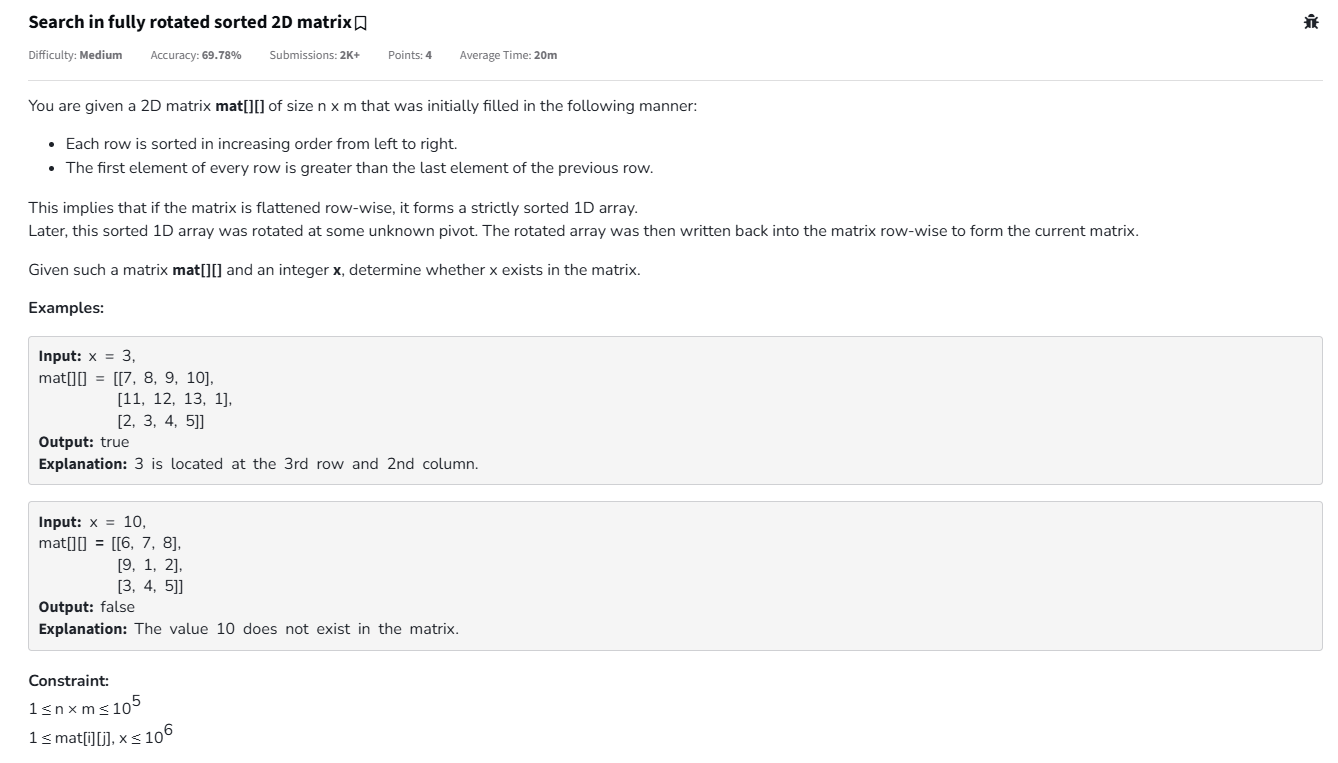 Search in fully rotated sorted 2D matrix
Difficulty: Medium Accuracy: 69.78% Submissions: 2K+ Points: 4 Average Time: 20m
You are given a 2D matrix mat[][] of size n x m that was initially filled in the following manner:
• Each row is sorted in increasing order from left to right.
• The first element of every row is greater than the last element of the previous row.
This implies that if the matrix is flattened row-wise, it forms a strictly sorted 1D array.
Later, this sorted 1D array was rotated at some unknown pivot. The rotated array was then written back into the matrix row-wise to form the current matrix.
Given such a matrix mat[][] and an integer x, determine whether x exists in the matrix.
Examples:
Input: x = 3,
mat[][] = [[7, 8, 9, 10],
[11, 12, 13, 1],
[2, 3, 4, 5]]
Output: true
Explanation: 3 is located at the 3rd row and 2nd column.
Input: x = 10,
mat[][] = [[6, 7, 8],
[9, 1, 2],
[3, 4, 5]]
Output: false
Explanation: The value 10 does not exist in the matrix.
Constraint:
1 ≤ n × m ≤ 10⁵
1 ≤ mat[i][j], x ≤ 10⁶